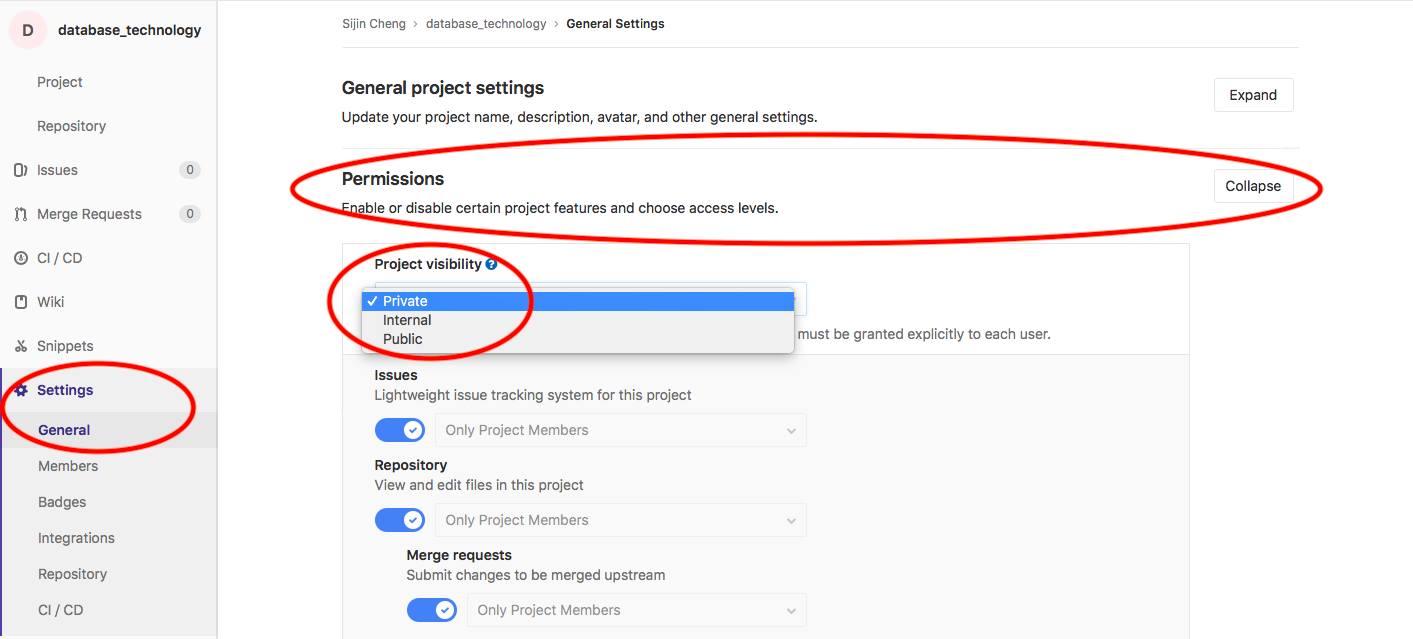 D database_technology
Project
Repository
Issues 0
Merge Requests 0
CI / CD
Wiki
Snippets
Settings
General
Members
Badges
Integrations
Repository
CI / CD
Sijin Cheng › database_technology › General Settings
General project settings
Expand
Update your project name, description, avatar, and other general settings.
Permissions
Collapse
Enable or disable certain project features and choose access levels.
Project visibility ?
✓ Private
Internal
Public
must be granted explicitly to each user.
Issues
Lightweight issue tracking system for this project
Only Project Members
Repository
View and edit files in this project
Only Project Members
Merge requests
Submit changes to be merged upstream
Only Project Members